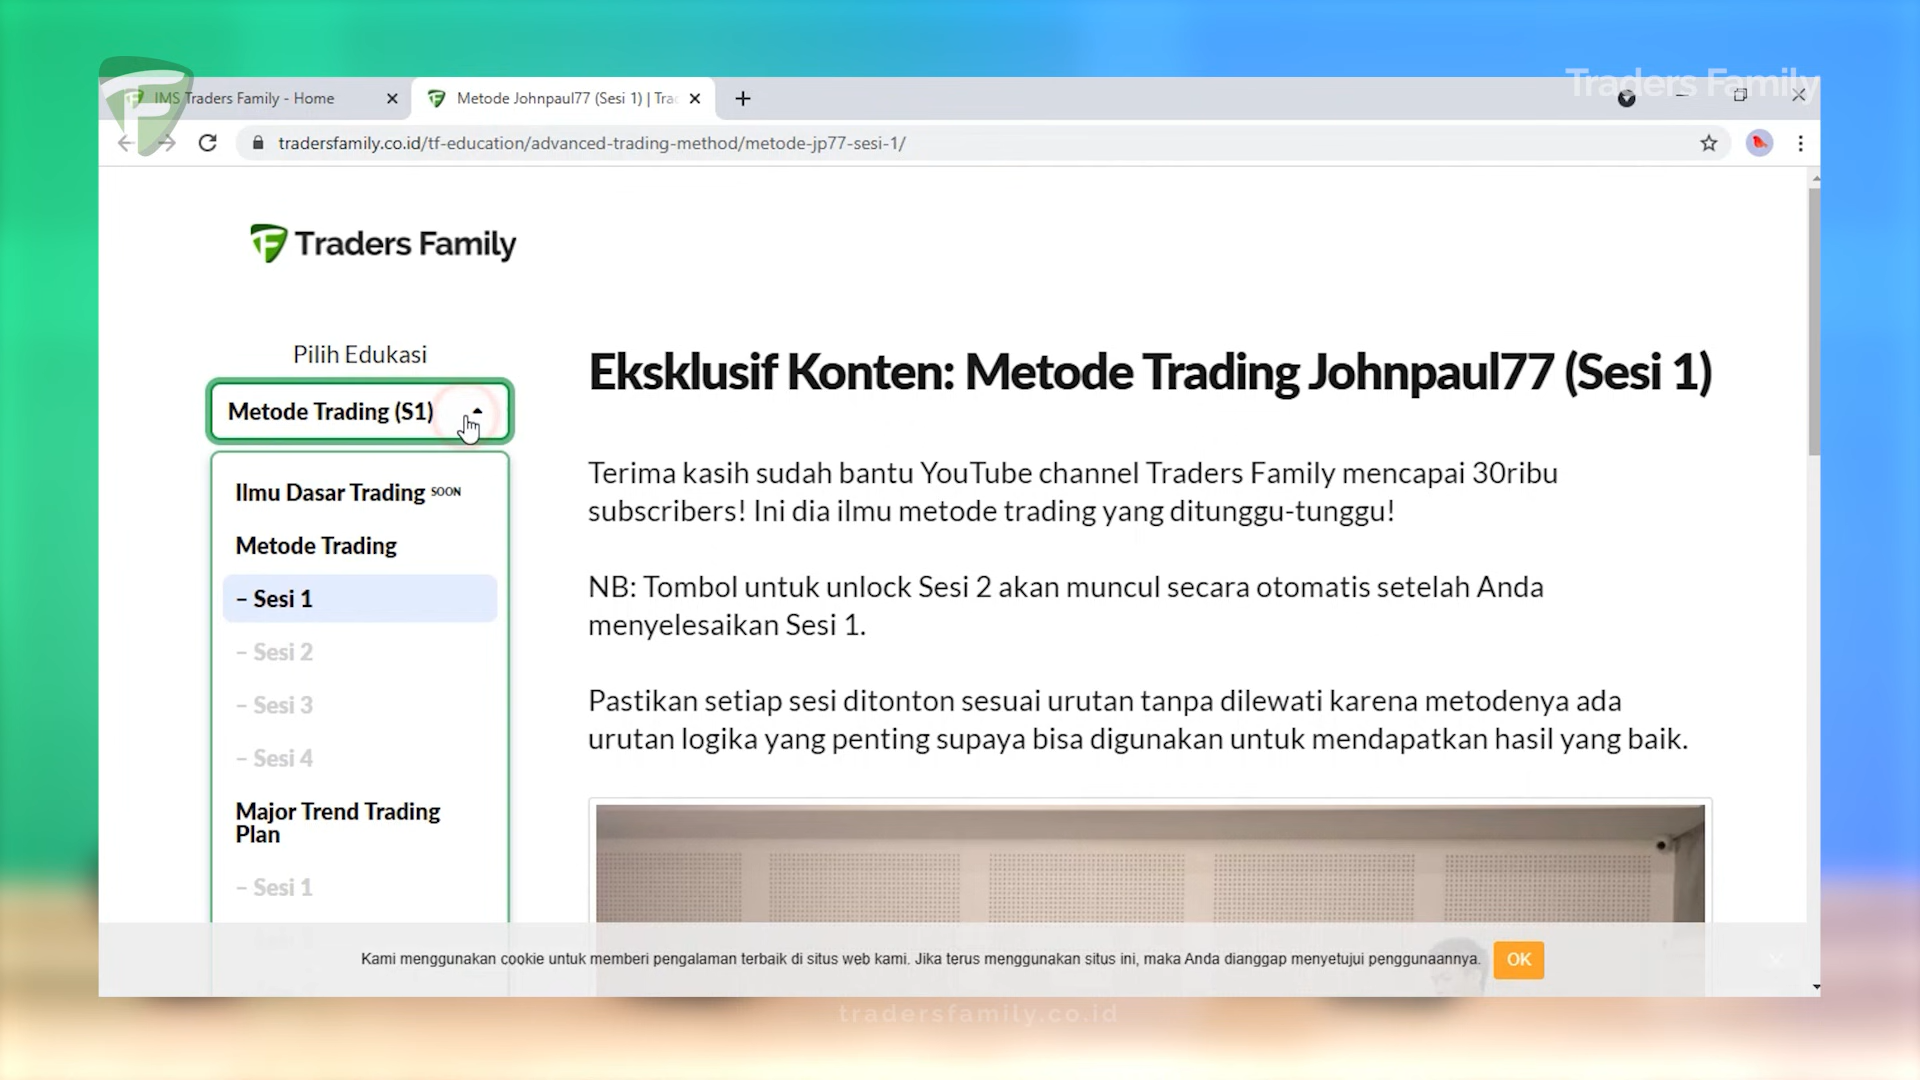 Traders Family
IMS Traders Family - Home
Metode Johnpaul77 (Sesi 1) | Trac
tradersfamily.co.id/tf-education/advanced-trading-method/metode-jp77-sesi-1/
Traders Family
Pilih Edukasi
Metode Trading (S1)
Ilmu Dasar Trading SOON
Metode Trading
– Sesi 1
– Sesi 2
– Sesi 3
– Sesi 4
Major Trend Trading
Plan
– Sesi 1
Eksklusif Konten: Metode Trading Johnpaul77 (Sesi 1)
Terima kasih sudah bantu YouTube channel Traders Family mencapai 30ribu
subscribers! Ini dia ilmu metode trading yang ditunggu-tunggu!
NB: Tombol untuk unlock Sesi 2 akan muncul secara otomatis setelah Anda
menyelesaikan Sesi 1.
Pastikan setiap sesi ditonton sesuai urutan tanpa dilewati karena metodenya ada
urutan logika yang penting supaya bisa digunakan untuk mendapatkan hasil yang baik.
Kami menggunakan cookie untuk memberi pengalaman terbaik di situs web kami. Jika terus menggunakan situs ini, maka Anda dianggap menyetujui penggunaannya.
OK
tradersfamily.co.id